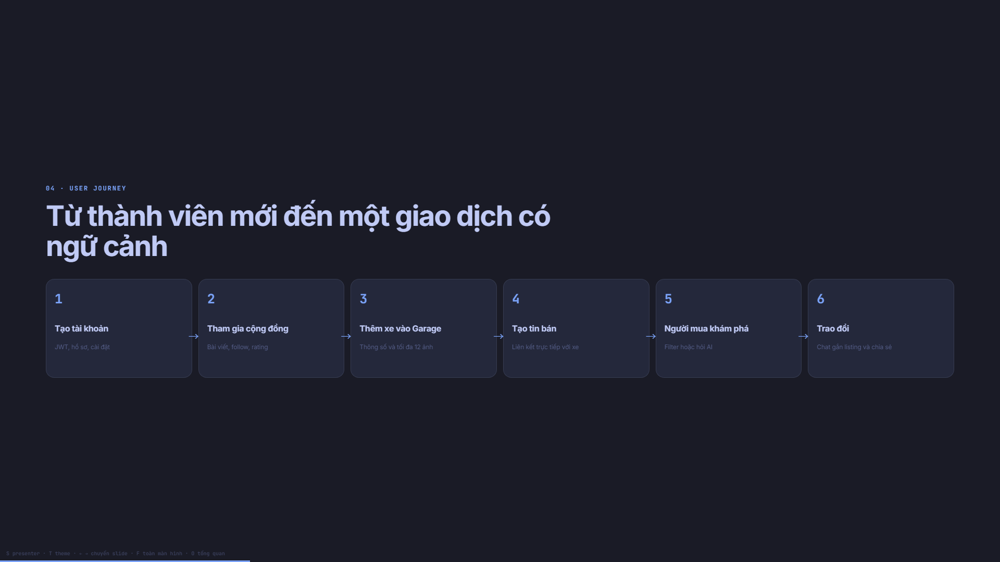 04 · USER JOURNEY
Từ thành viên mới đến một giao dịch có
ngữ cảnh
1
Tạo tài khoản
JWT, hồ sơ, cài đặt
→
2
Tham gia cộng đồng
Bài viết, follow, rating
→
3
Thêm xe vào Garage
Thông số và tối đa 12 ảnh
→
4
Tạo tin bán
Liên kết trực tiếp với xe
→
5
Người mua khám phá
Filter hoặc hỏi AI
→
6
Trao đổi
Chat gắn listing và chia sẻ
S presenter · T theme · ← → chuyển slide · F toàn màn hình · O tổng quan